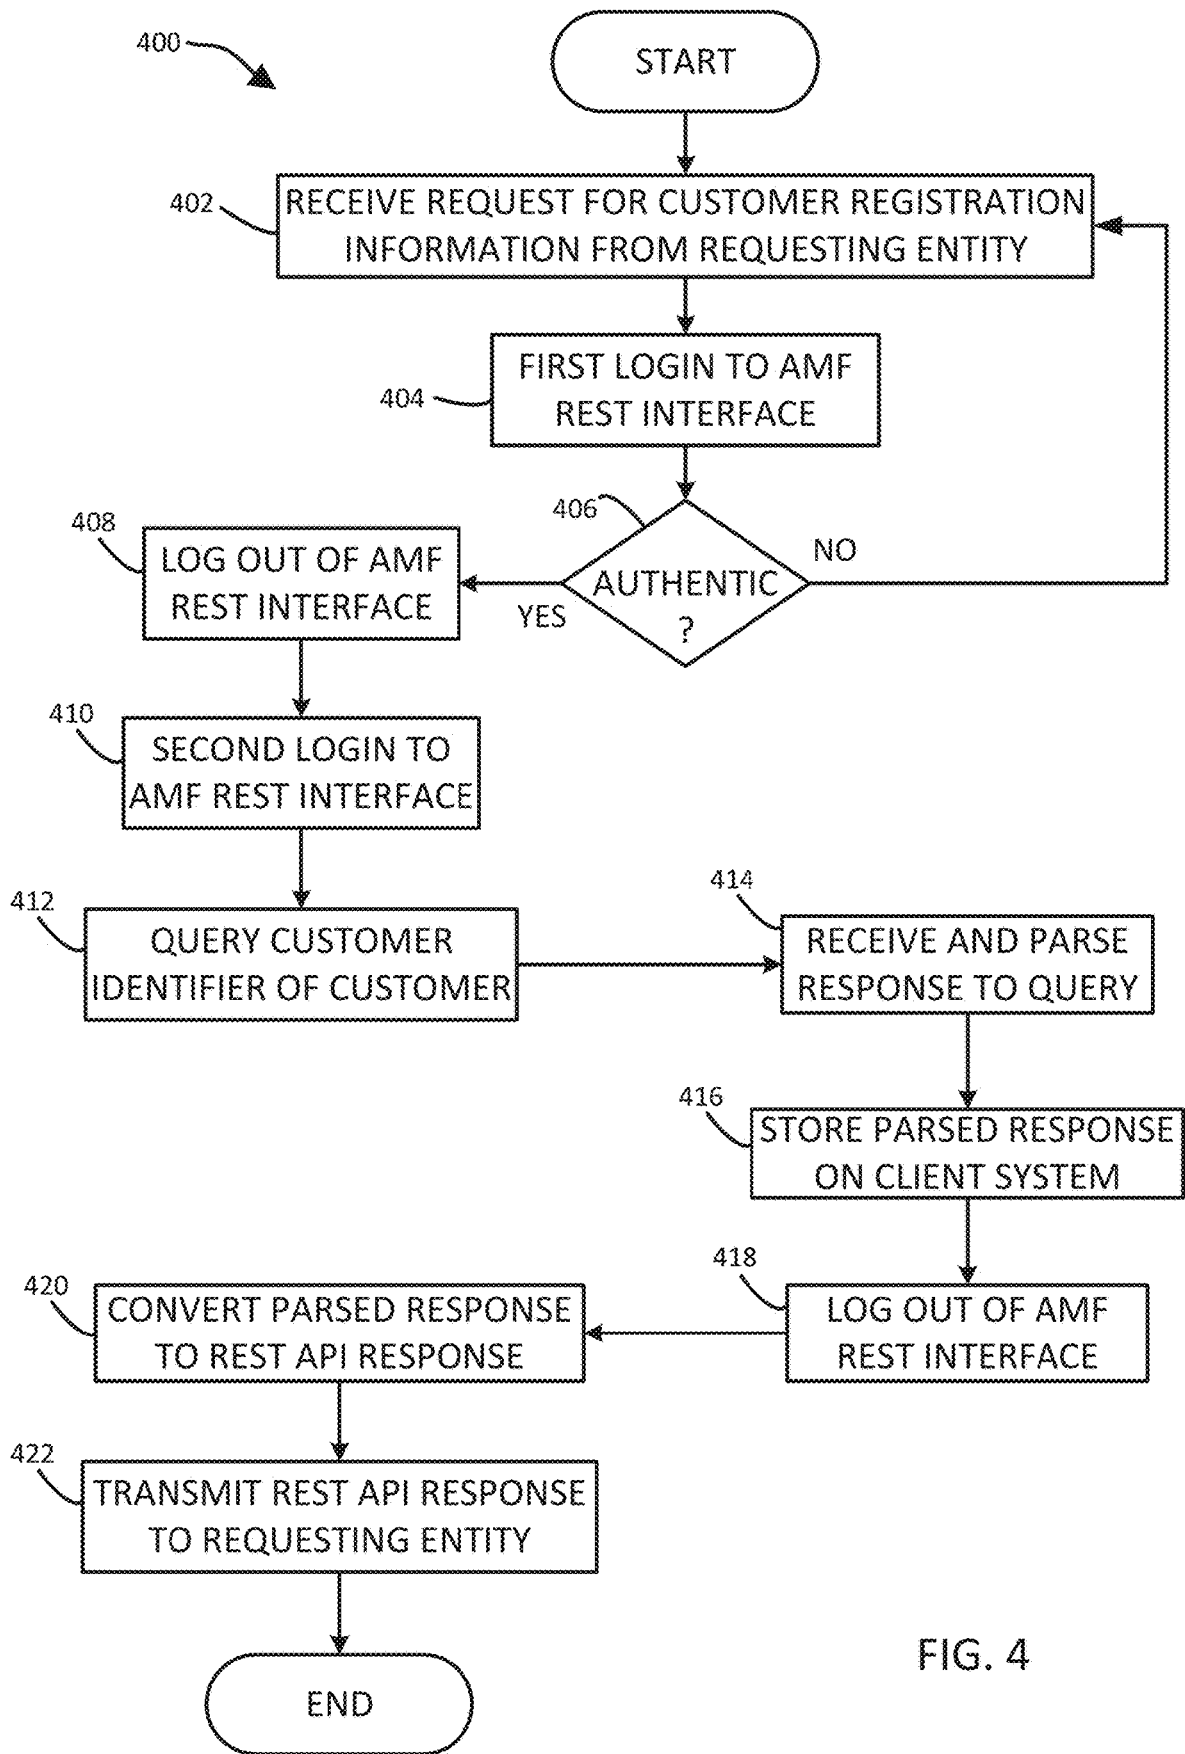 400
START
402
RECEIVE REQUEST FOR CUSTOMER REGISTRATION
INFORMATION FROM REQUESTING ENTITY
404
FIRST LOGIN TO AMF
REST INTERFACE
406
AUTHENTIC
?
NO
YES
408
LOG OUT OF AMF
REST INTERFACE
410
SECOND LOGIN TO
AMF REST INTERFACE
412
QUERY CUSTOMER
IDENTIFIER OF CUSTOMER
414
RECEIVE AND PARSE
RESPONSE TO QUERY
416
STORE PARSED RESPONSE
ON CLIENT SYSTEM
418
LOG OUT OF AMF
REST INTERFACE
420
CONVERT PARSED RESPONSE
TO REST API RESPONSE
422
TRANSMIT REST API RESPONSE
TO REQUESTING ENTITY
END
FIG. 4